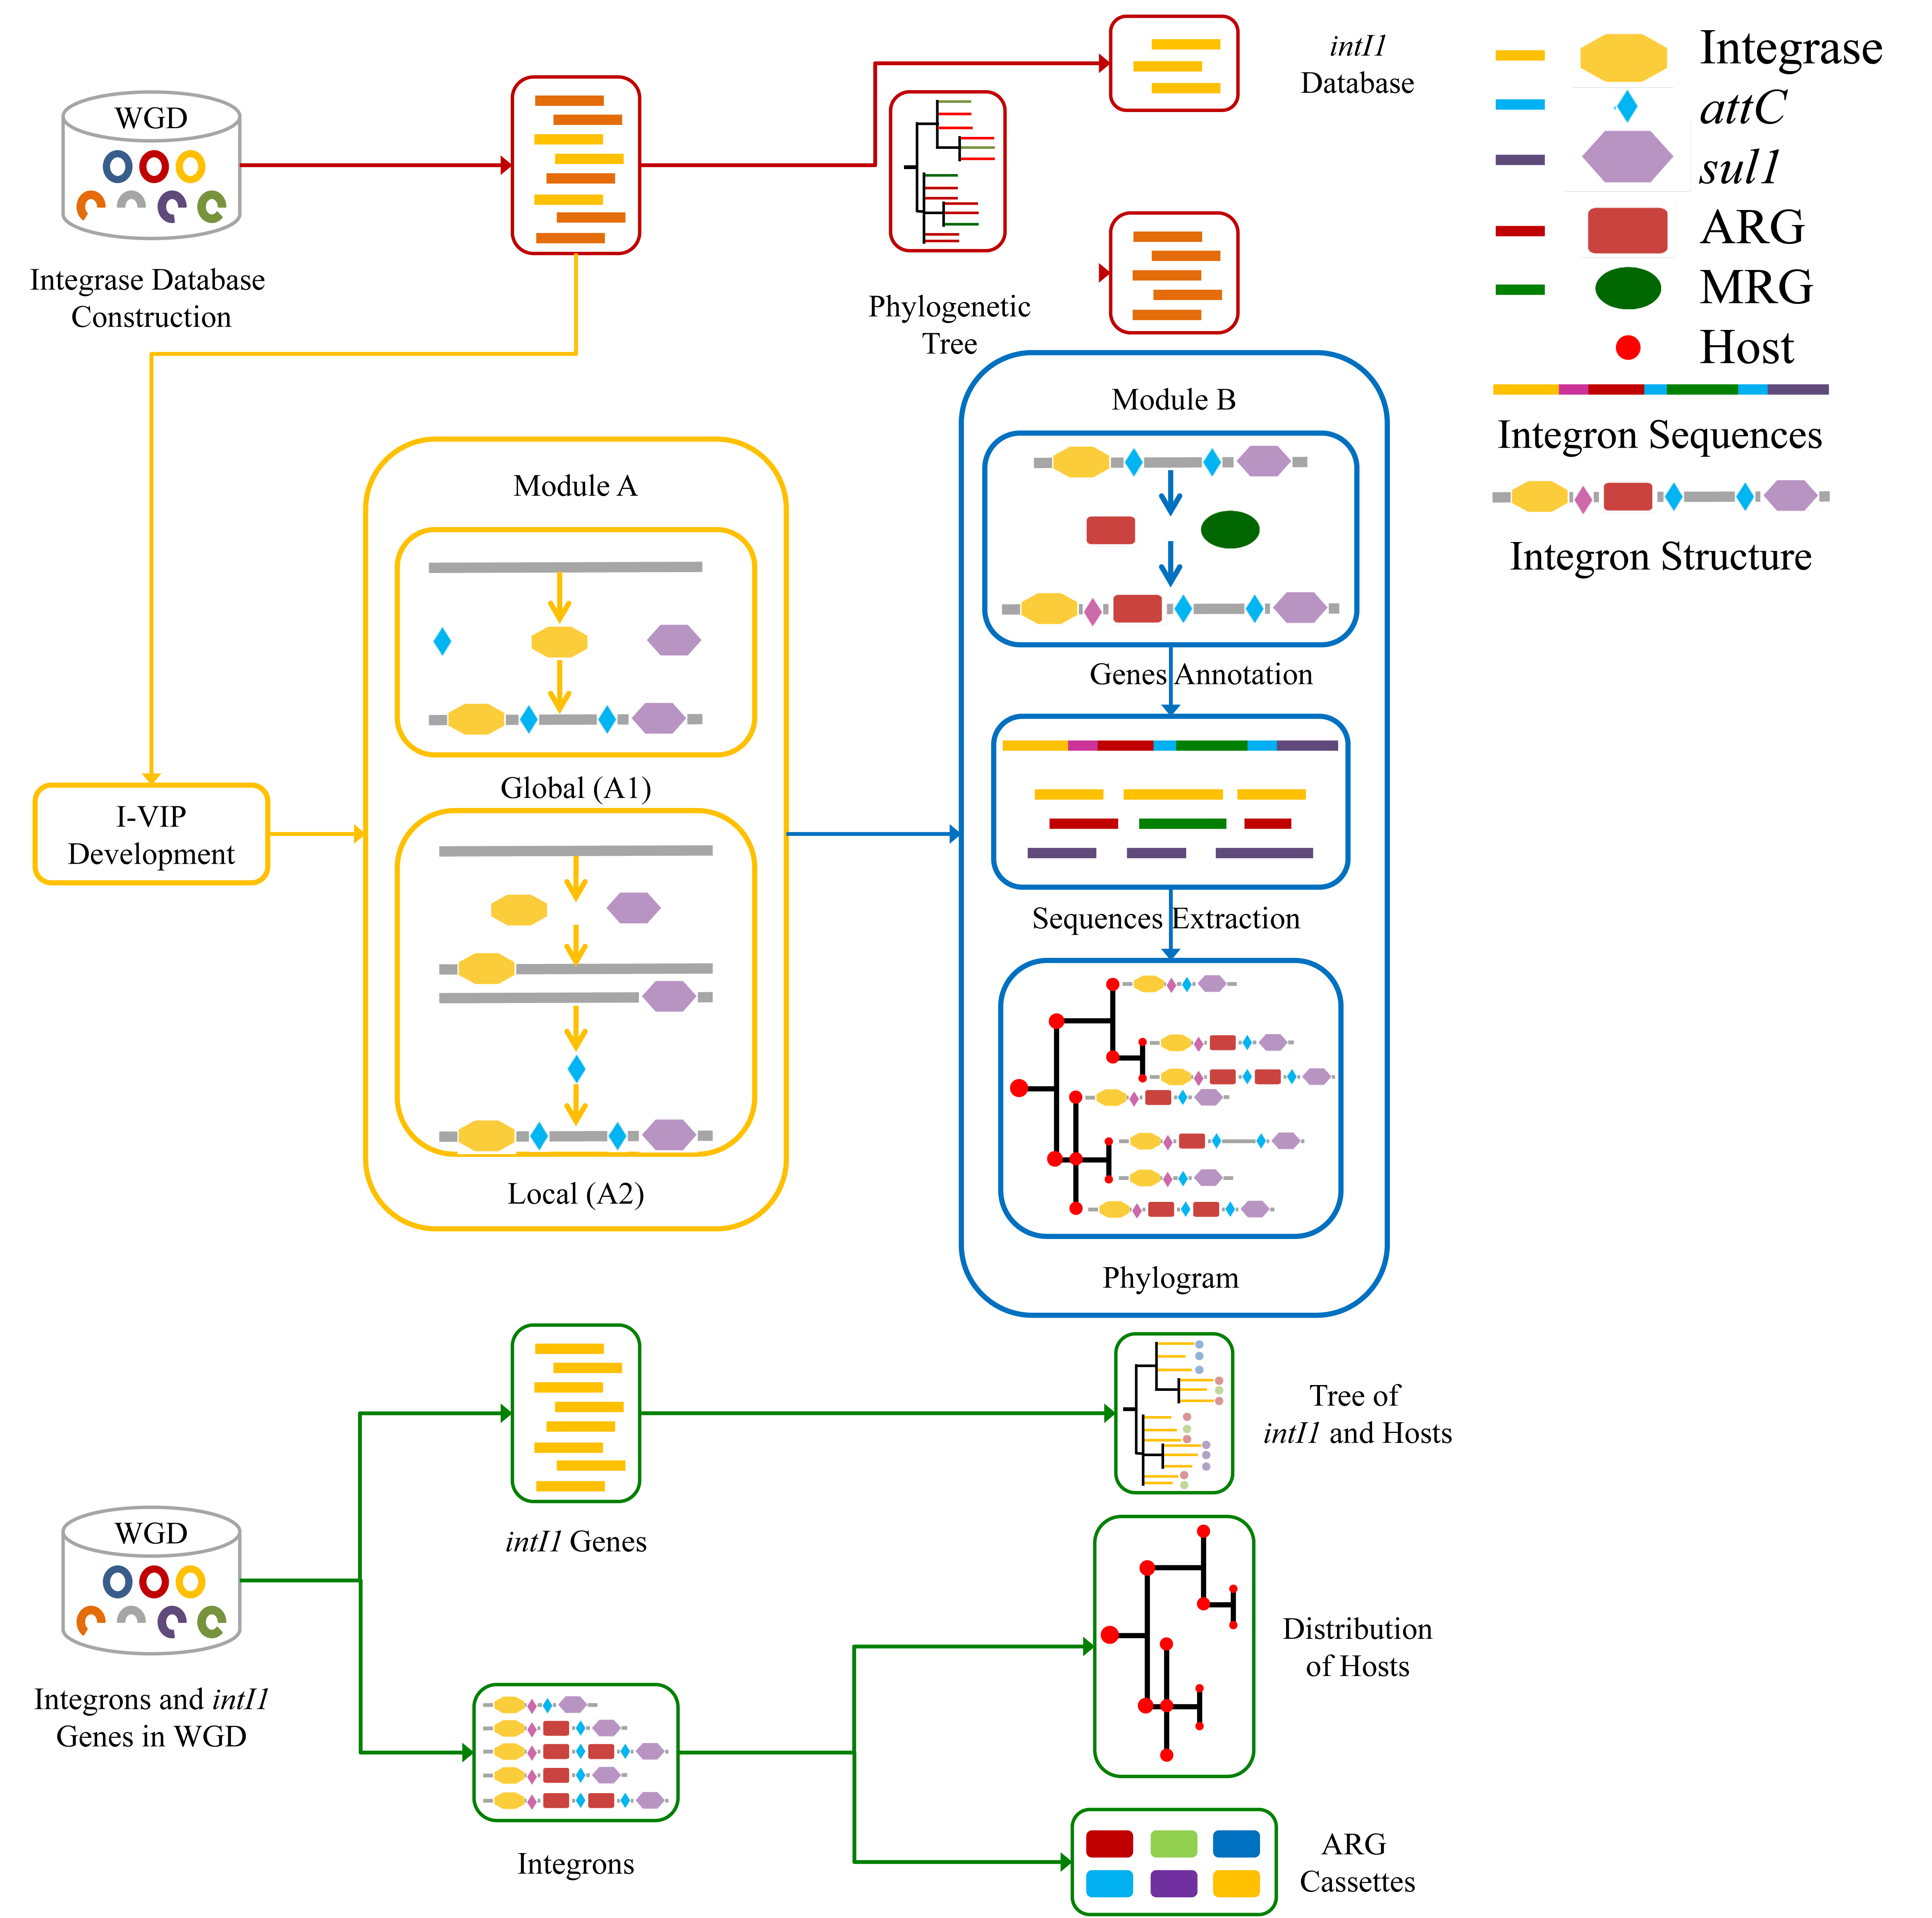 WGD
Integrase Database
Construction
intI1
Database
Phylogenetic
Tree
Integrase
attC
sul1
ARG
MRG
Host
Integron Sequences
Integron Structure
I-VIP
Development
Module A
Global (A1)
Local (A2)
Module B
Genes Annotation
Sequences Extraction
Phylogram
WGD
Integrons and intI1
Genes in WGD
intI1 Genes
Tree of
intI1 and Hosts
Integrons
Distribution
of Hosts
ARG
Cassettes